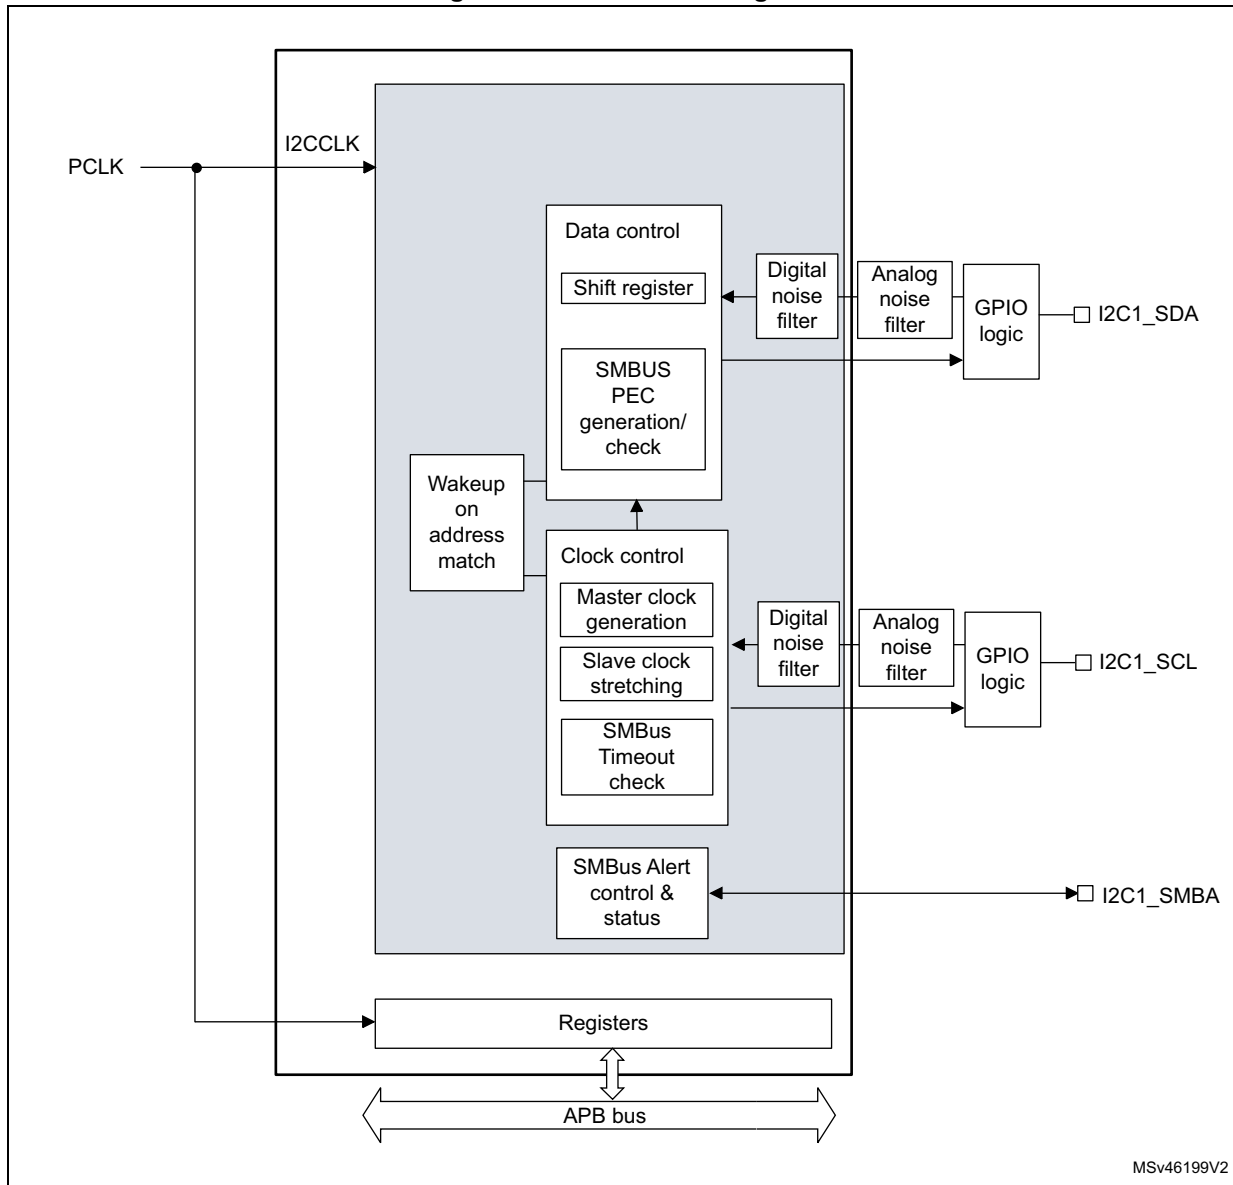 I2CCLK
PCLK
Data control
Shift register
SMBUS
PEC
generation/
check
Digital
noise
filter
Analog
noise
filter
GPIO
logic
I2C1_SDA
Wakeup
on
address
match
Clock control
Master clock
generation
Slave clock
stretching
SMBus
Timeout
check
Digital
noise
filter
Analog
noise
filter
GPIO
logic
I2C1_SCL
SMBus Alert
control &
status
I2C1_SMBA
Registers
APB bus
MSv46199V2